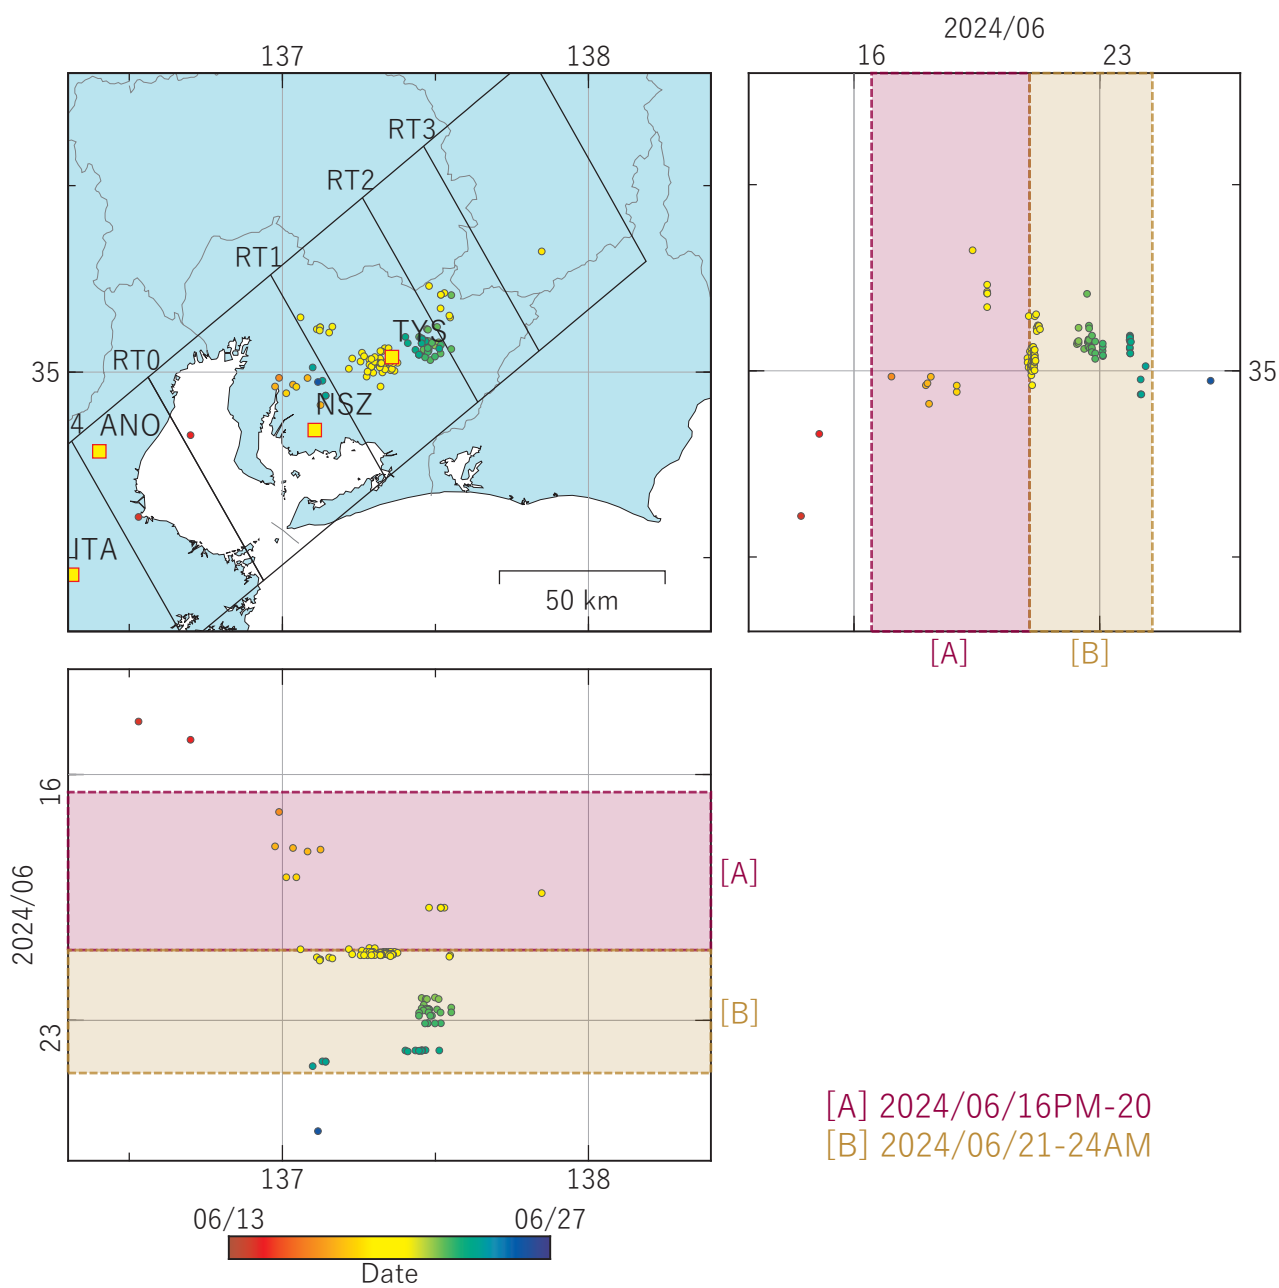 137 138
RT3
RT2
RT1
TYS
RT0
35
NSZ
4 ANO
ITA
50 km
2024/06
16 23
35
[A] [B]
16
[A]
2024/06
[B]
23
137 138
[A] 2024/06/16PM-20
[B] 2024/06/21-24AM
06/13 06/27
Date